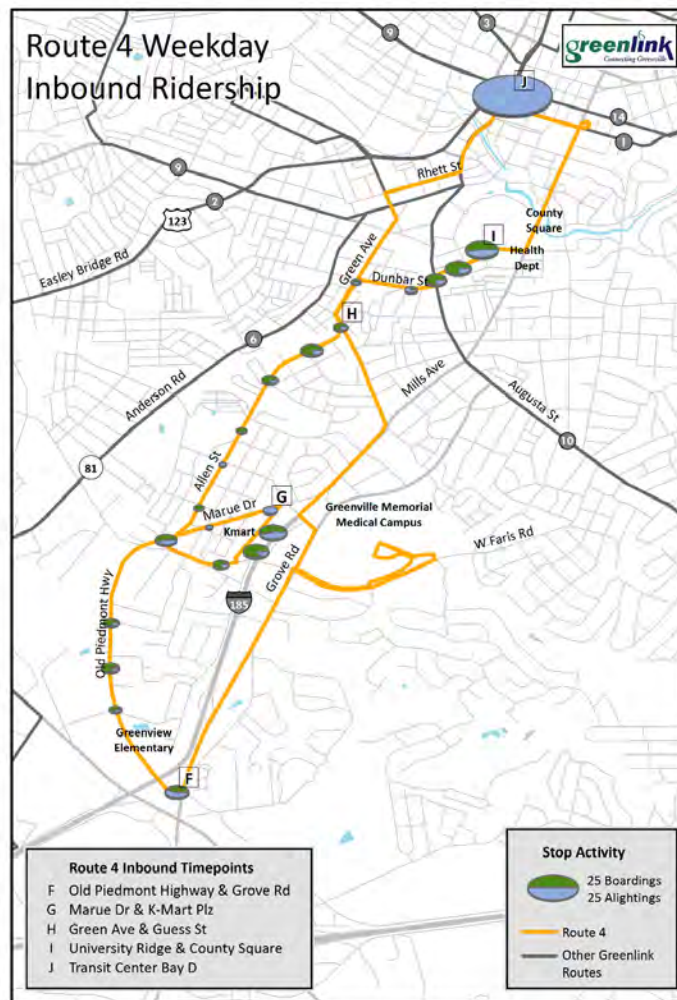 Route 4 Weekday
Inbound Ridership
greenlink
Connecting Greenville
3
9
J
14
1
9
2
Rhett St
123
County
Square
I
Health
Dept
Easley Bridge Rd
Green Ave
Dunbar St
H
6
Mills Ave
Anderson Rd
Augusta St
10
81
Allen St
G
Marue Dr
Greenville Memorial
Medical Campus
Kmart
W Faris Rd
Grove Rd
Old Piedmont Hwy
185
Greenview
Elementary
F
Route 4 Inbound Timepoints
F Old Piedmont Highway & Grove Rd
G Marue Dr & K-Mart Plz
H Green Ave & Guess St
I University Ridge & County Square
J Transit Center Bay D
Stop Activity
25 Boardings
25 Alightings
Route 4
Other Greenlink
Routes